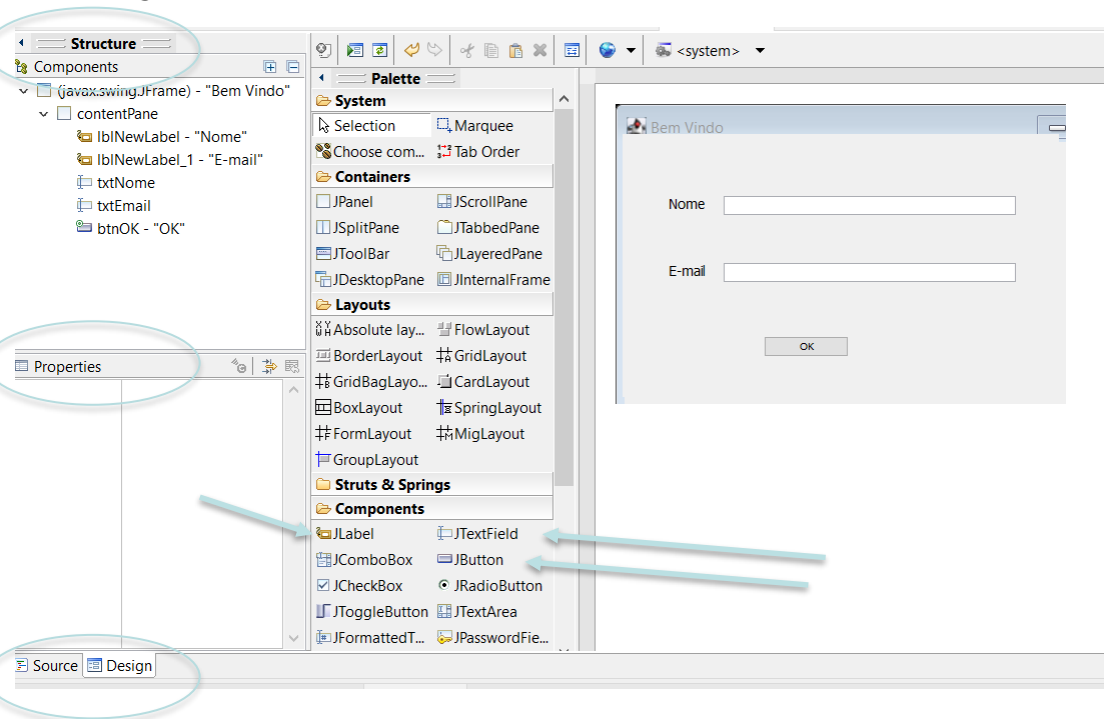 Structure
Components
(javax.swing.JFrame) - "Bem Vindo"
contentPane
lblNewLabel - "Nome"
lblNewLabel_1 - "E-mail"
txtNome
txtEmail
btnOK - "OK"
Properties
Source Design
<system>
Palette
System
Selection Marquee
Choose com... Tab Order
Containers
JPanel JScrollPane
JSplitPane JTabbedPane
JToolBar JLayeredPane
JDesktopPane JInternalFrame
Layouts
Absolute lay... FlowLayout
BorderLayout GridLayout
GridBagLayo... CardLayout
BoxLayout SpringLayout
FormLayout MigLayout
GroupLayout
Struts & Springs
Components
JLabel JTextField
JComboBox JButton
JCheckBox JRadioButton
JToggleButton JTextArea
JFormattedT... JPasswordFie...
Bem Vindo
Nome
E-mail
OK